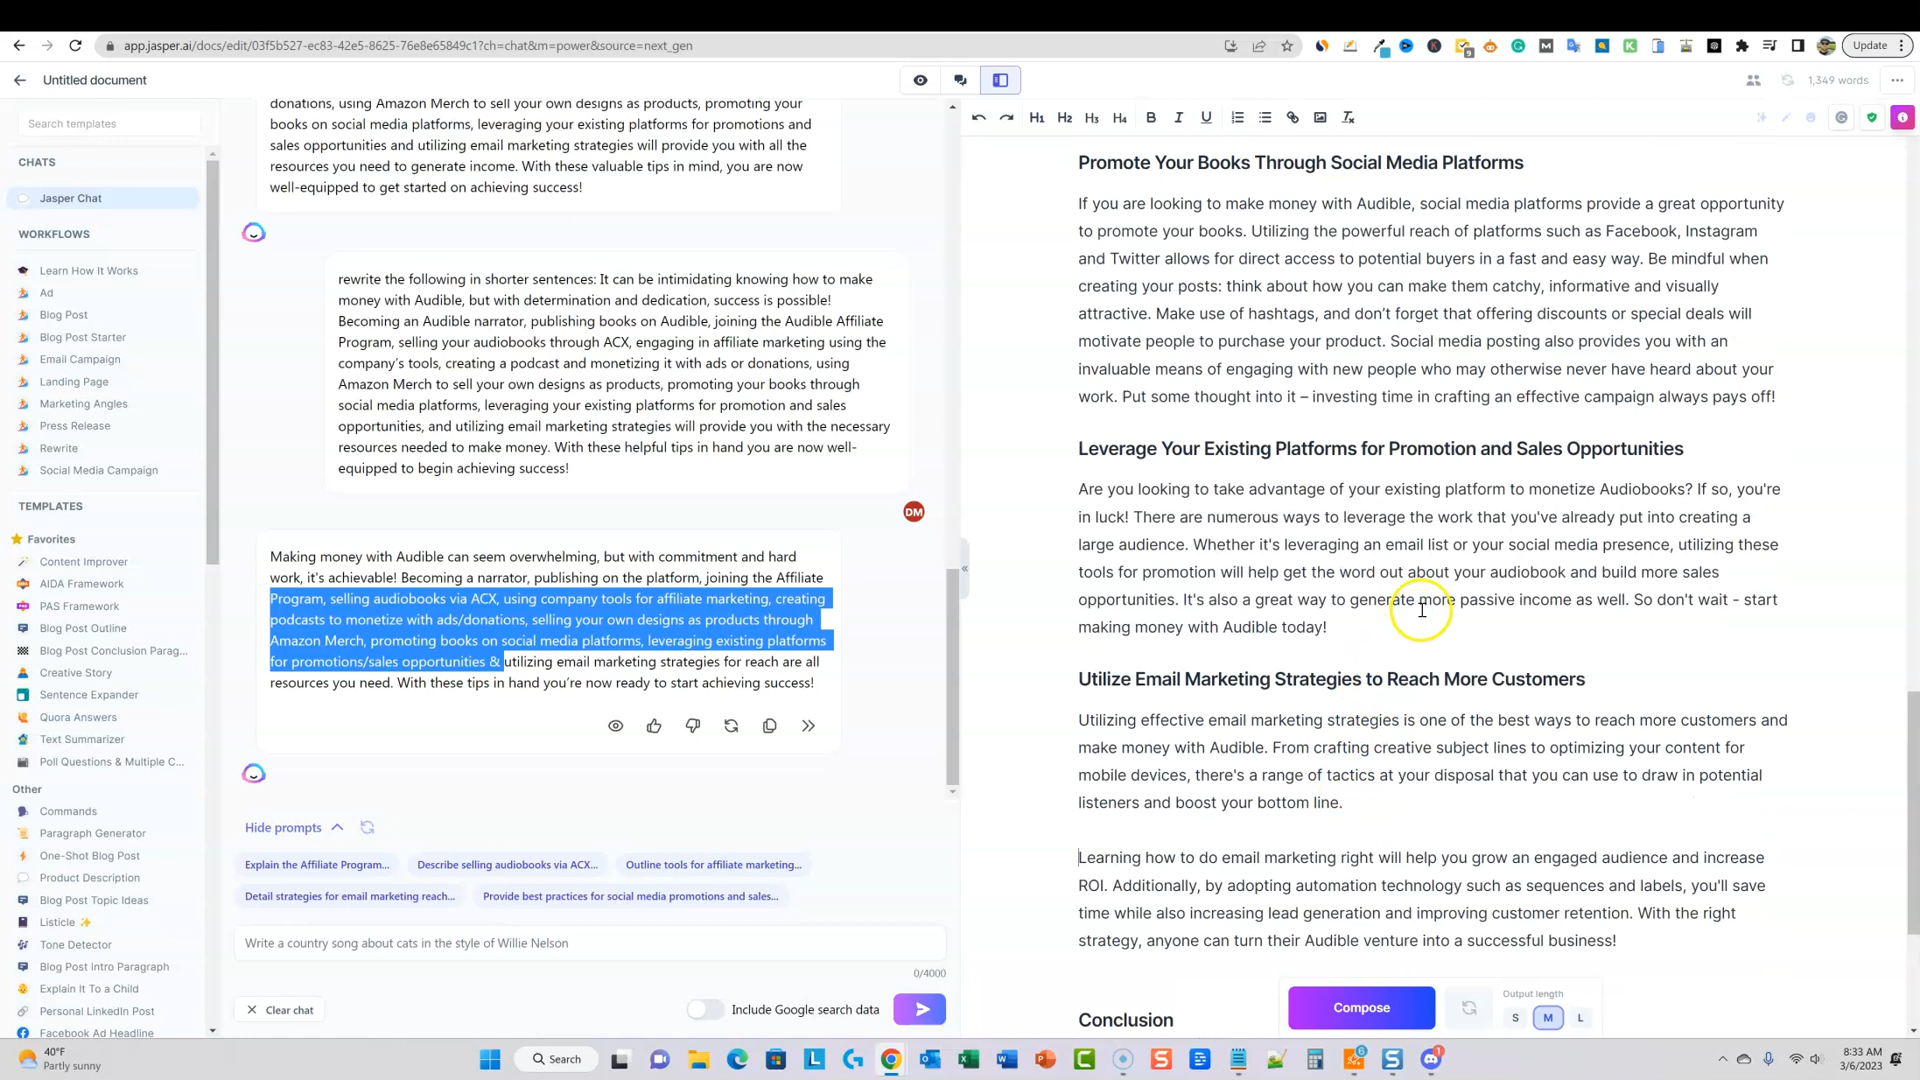 app.jasper.ai/docs/edit/03f5b527-ec83-42e5-8625-76e8e65849c1?ch=chat&m=power&source=next_gen
Update
Untitled document
1,349 words
Search templates
CHATS
Jasper Chat
WORKFLOWS
Learn How It Works
Ad
Blog Post
Blog Post Starter
Email Campaign
Landing Page
Marketing Angles
Press Release
Rewrite
Social Media Campaign
TEMPLATES
Favorites
Content Improver
AIDA Framework
PAS Framework
Blog Post Outline
Blog Post Conclusion Parag...
Creative Story
Sentence Expander
Quora Answers
Text Summarizer
Poll Questions & Multiple C...
Other
Commands
Paragraph Generator
One-Shot Blog Post
Product Description
Blog Post Topic Ideas
Listicle ✨
Tone Detector
Blog Post Intro Paragraph
Explain It To a Child
Personal LinkedIn Post
Facebook Ad Headline
donations, using Amazon Merch to sell your own designs as products, promoting your
books on social media platforms, leveraging your existing platforms for promotions and
sales opportunities and utilizing email marketing strategies will provide you with all the
resources you need to generate income. With these valuable tips in mind, you are now
well-equipped to get started on achieving success!
rewrite the following in shorter sentences: It can be intimidating knowing how to make
money with Audible, but with determination and dedication, success is possible!
Becoming an Audible narrator, publishing books on Audible, joining the Audible Affiliate
Program, selling your audiobooks through ACX, engaging in affiliate marketing using the
company's tools, creating a podcast and monetizing it with ads or donations, using
Amazon Merch to sell your own designs as products, promoting your books through
social media platforms, leveraging your existing platforms for promotion and sales
opportunities, and utilizing email marketing strategies will provide you with the necessary
resources needed to make money. With these helpful tips in hand you are now well-
equipped to begin achieving success!
DM
Making money with Audible can seem overwhelming, but with commitment and hard
work, it's achievable! Becoming a narrator, publishing on the platform, joining the Affiliate
Program, selling audiobooks via ACX, using company tools for affiliate marketing, creating
podcasts to monetize with ads/donations, selling your own designs as products through
Amazon Merch, promoting books on social media platforms, leveraging existing platforms
for promotions/sales opportunities & utilizing email marketing strategies for reach are all
resources you need. With these tips in hand you're now ready to start achieving success!
Hide prompts
Explain the Affiliate Program...
Describe selling audiobooks via ACX...
Outline tools for affiliate marketing...
Detail strategies for email marketing reach...
Provide best practices for social media promotions and sales...
Write a country song about cats in the style of Willie Nelson
0/4000
Clear chat
Include Google search data
H1 H2 H3 H4 B I U
Promote Your Books Through Social Media Platforms
If you are looking to make money with Audible, social media platforms provide a great opportunity
to promote your books. Utilizing the powerful reach of platforms such as Facebook, Instagram
and Twitter allows for direct access to potential buyers in a fast and easy way. Be mindful when
creating your posts: think about how you can make them catchy, informative and visually
attractive. Make use of hashtags, and don't forget that offering discounts or special deals will
motivate people to purchase your product. Social media posting also provides you with an
invaluable means of engaging with new people who may otherwise never have heard about your
work. Put some thought into it – investing time in crafting an effective campaign always pays off!
Leverage Your Existing Platforms for Promotion and Sales Opportunities
Are you looking to take advantage of your existing platform to monetize Audiobooks? If so, you're
in luck! There are numerous ways to leverage the work that you've already put into creating a
large audience. Whether it's leveraging an email list or your social media presence, utilizing these
tools for promotion will help get the word out about your audiobook and build more sales
opportunities. It's also a great way to generate more passive income as well. So don't wait - start
making money with Audible today!
Utilize Email Marketing Strategies to Reach More Customers
Utilizing effective email marketing strategies is one of the best ways to reach more customers and
make money with Audible. From crafting creative subject lines to optimizing your content for
mobile devices, there's a range of tactics at your disposal that you can use to draw in potential
listeners and boost your bottom line.
Learning how to do email marketing right will help you grow an engaged audience and increase
ROI. Additionally, by adopting automation technology such as sequences and labels, you'll save
time while also increasing lead generation and improving customer retention. With the right
strategy, anyone can turn their Audible venture into a successful business!
Conclusion
Compose
Output length
S M L
40°F
Partly sunny
Search
8:33 AM
3/6/2023